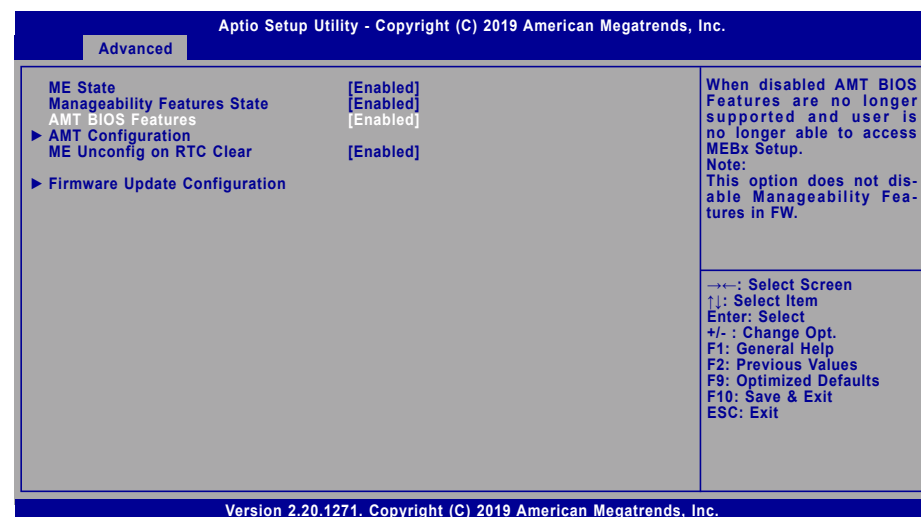 Aptio Setup Utility - Copyright (C) 2019 American Megatrends, Inc.
Advanced
ME State [Enabled]
Manageability Features State [Enabled]
AMT BIOS Features [Enabled]
► AMT Configuration
ME Unconfig on RTC Clear [Enabled]
► Firmware Update Configuration
When disabled AMT BIOS
Features are no longer
supported and user is
no longer able to access
MEBx Setup.
Note:
This option does not dis-
able Manageability Fea-
tures in FW.
→←: Select Screen
↑↓: Select Item
Enter: Select
+/- : Change Opt.
F1: General Help
F2: Previous Values
F9: Optimized Defaults
F10: Save & Exit
ESC: Exit
Version 2.20.1271. Copyright (C) 2019 American Megatrends, Inc.